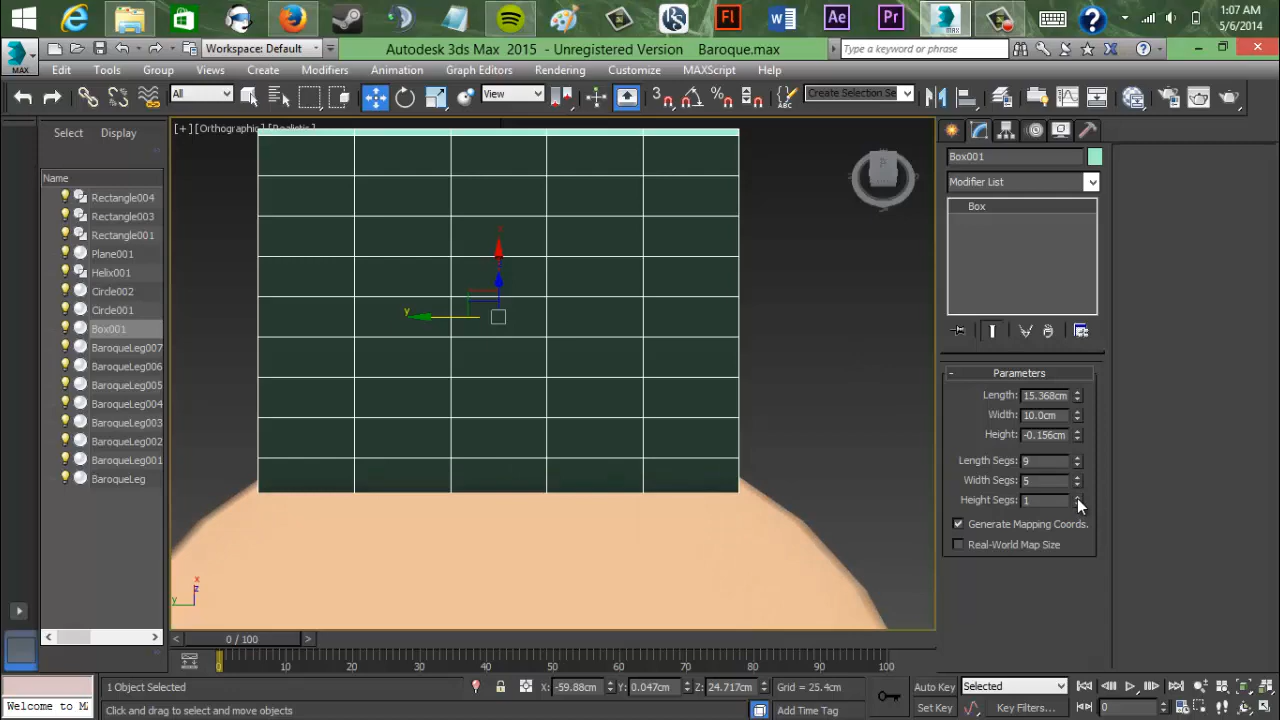 Fl
Ae
Pr
MAX
1:07 AM
5/6/2014
MAX
Workspace: Default
Autodesk 3ds Max 2015 - Unregistered Version Baroque.max
Type a keyword or phrase
Edit Tools Group Views Create Modifiers Animation Graph Editors Rendering Customize MAXScript Help
All
View
3
Create Selection Se
Select Display
[+] [Orthographic] [Realistic]
Name
Rectangle004
Rectangle003
Rectangle001
Plane001
Helix001
Circle002
Circle001
Box001
BaroqueLeg007
BaroqueLeg006
BaroqueLeg005
BaroqueLeg004
BaroqueLeg003
BaroqueLeg002
BaroqueLeg001
BaroqueLeg
y
x
z
y
Box001
Modifier List
Box
- Parameters
Length: 15.368cm
Width: 10.0cm
Height: -0.156cm
Length Segs: 9
Width Segs: 5
Height Segs: 1
Generate Mapping Coords.
Real-World Map Size
< 0 / 100 >
0 10 20 30 40 50 60 70 80 90 100
1 Object Selected
X: -59.88cm Y: 0.047cm Z: 24.717cm Grid = 25.4cm
Auto Key Selected
Welcome to M
Click and drag to select and move objects
Add Time Tag
Set Key Key Filters... 0